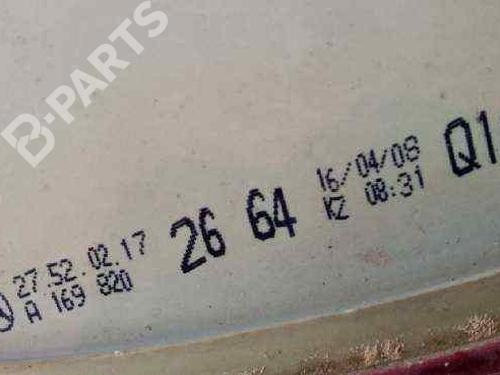 B-PARTS
27.52.02.17
A 169 820
26 64
16/04/08
KZ 08:31
Q1